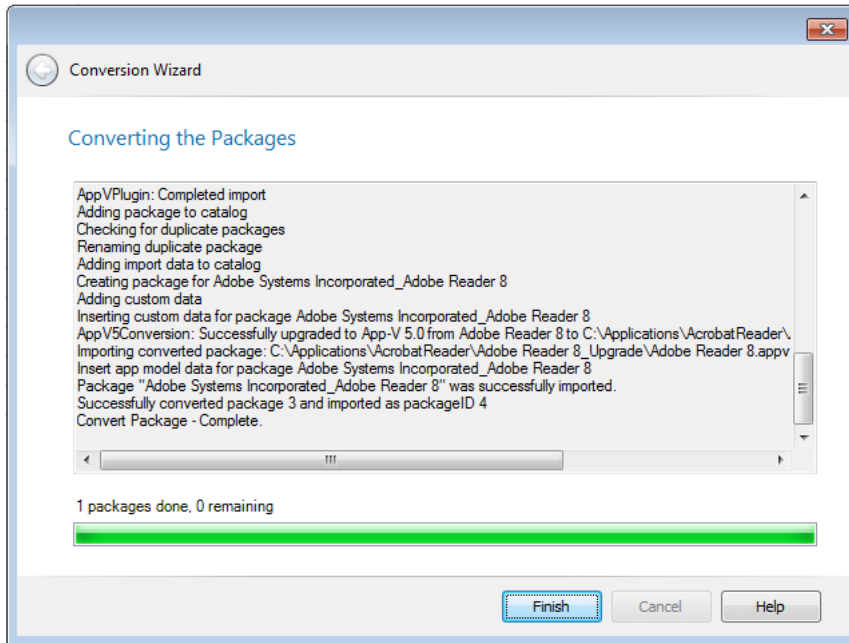 Conversion Wizard
Converting the Packages
AppVPlugin: Completed import
Adding package to catalog
Checking for duplicate packages
Renaming duplicate package
Adding import data to catalog
Creating package for Adobe Systems Incorporated_Adobe Reader 8
Adding custom data
Inserting custom data for package Adobe Systems Incorporated_Adobe Reader 8
AppV5Conversion: Successfully upgraded to App-V 5.0 from Adobe Reader 8 to C:\Applications\AcrobatReader\
Importing converted package: C:\Applications\AcrobatReader\Adobe Reader 8_Upgrade\Adobe Reader 8.appv
Insert app model data for package Adobe Systems Incorporated_Adobe Reader 8
Package "Adobe Systems Incorporated_Adobe Reader 8" was successfully imported.
Successfully converted package 3 and imported as packageID 4
Convert Package - Complete.
1 packages done, 0 remaining
Finish Cancel Help